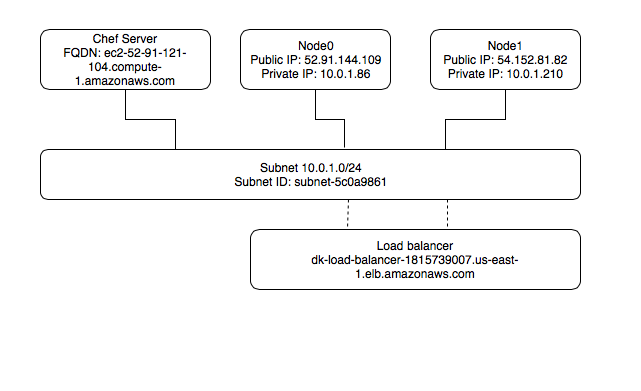 Chef Server
FQDN: ec2-52-91-121-
104.compute-
1.amazonaws.com
Node0
Public IP: 52.91.144.109
Private IP: 10.0.1.86
Node1
Public IP: 54.152.81.82
Private IP: 10.0.1.210
Subnet 10.0.1.0/24
Subnet ID: subnet-5c0a9861
Load balancer
dk-load-balancer-1815739007.us-east-
1.elb.amazonaws.com